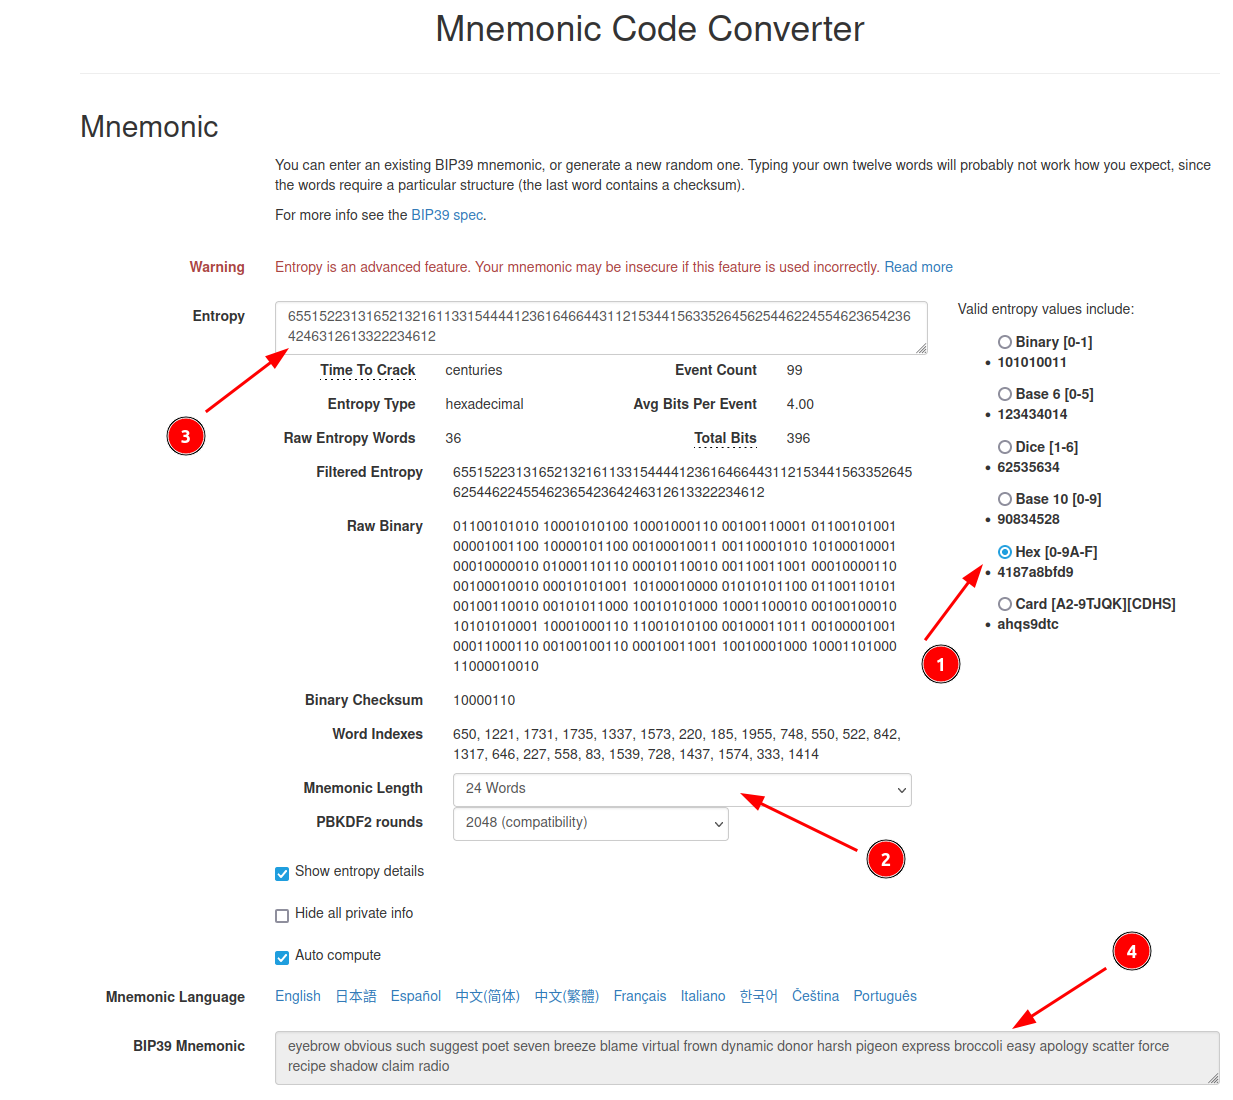 Mnemonic Code Converter
Mnemonic
You can enter an existing BIP39 mnemonic, or generate a new random one. Typing your own twelve words will probably not work how you expect, since
the words require a particular structure (the last word contains a checksum).
For more info see the BIP39 spec.
Warning
Entropy is an advanced feature. Your mnemonic may be insecure if this feature is used incorrectly. Read more
Entropy
65515223131652132161133154444123616466443112153441563352645625446224554623654236
4246312613322234612
Valid entropy values include:
Binary [0-1]
• 101010011
Base 6 [0-5]
• 123434014
Dice [1-6]
• 62535634
Base 10 [0-9]
• 90834528
Hex [0-9A-F]
• 4187a8bfd9
Card [A2-9TJQK][CDHS]
• ahqs9dtc
Time To Crack centuries Event Count 99
Entropy Type hexadecimal Avg Bits Per Event 4.00
Raw Entropy Words 36 Total Bits 396
3
Filtered Entropy
65515223131652132161133154444123616466443112153441563352645
6254462245546236542364246312613322234612
Raw Binary
01100101010 10001010100 10001000110 00100110001 01100101001
00001001100 10000101100 00100010011 00110001010 10100010001
00010000010 01000110110 00010110010 00110011001 00010000110
00100010010 00010101001 10100010000 01010101100 01100110101
00100110010 00101011000 10010101000 10001100010 00100100010
10101010001 10001000110 11001010100 00100011011 00100001001
00011000110 00100100110 00010011001 10010001000 10001101000
11000010010
1
Binary Checksum 10000110
Word Indexes
650, 1221, 1731, 1735, 1337, 1573, 220, 185, 1955, 748, 550, 522, 842,
1317, 646, 227, 558, 83, 1539, 728, 1437, 1574, 333, 1414
Mnemonic Length 24 Words
PBKDF2 rounds 2048 (compatibility)
2
Show entropy details
Hide all private info
Auto compute
4
Mnemonic Language English 日本語 Español 中文(简体) 中文(繁體) Français Italiano 한국어 Čeština Português
BIP39 Mnemonic
eyebrow obvious such suggest poet seven breeze blame virtual frown dynamic donor harsh pigeon express broccoli easy apology scatter force
recipe shadow claim radio